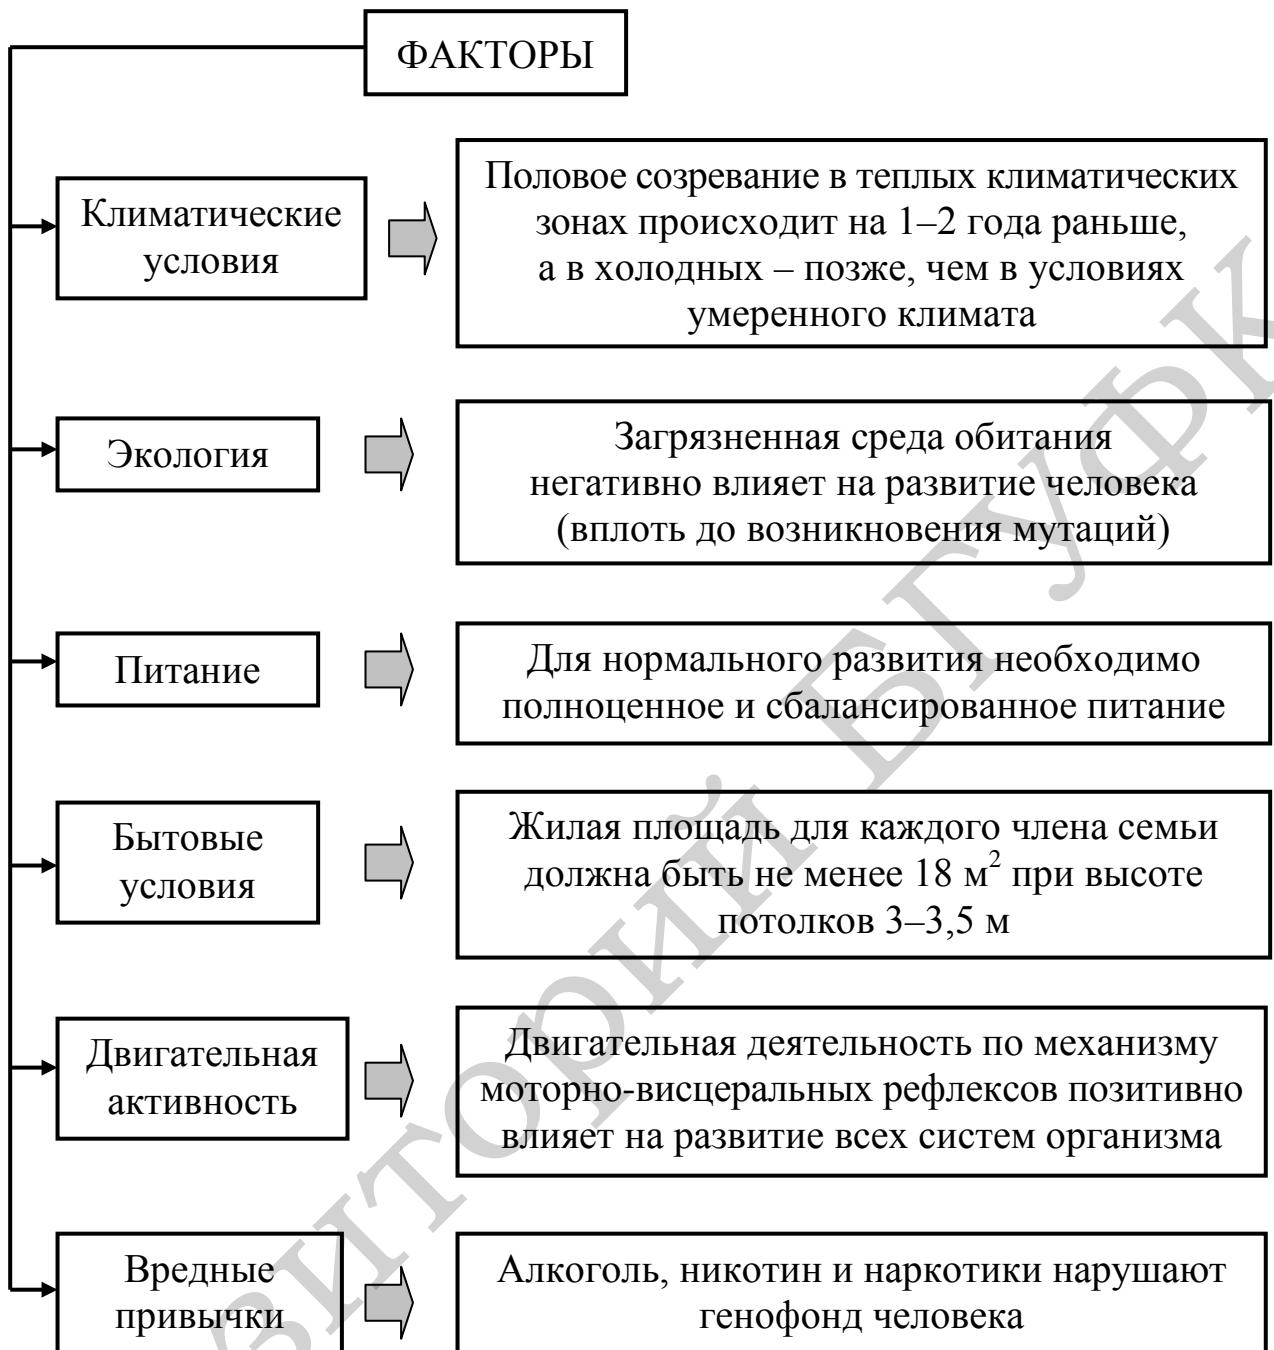 ФАКТОРЫ
Климатические
условия
Половое созревание в теплых климатических
зонах происходит на 1–2 года раньше,
а в холодных – позже, чем в условиях
умеренного климата
Экология
Загрязненная среда обитания
негативно влияет на развитие человека
(вплоть до возникновения мутаций)
Питание
Для нормального развития необходимо
полноценное и сбалансированное питание
Бытовые
условия
Жилая площадь для каждого члена семьи
должна быть не менее 18 м² при высоте
потолков 3–3,5 м
Двигательная
активность
Двигательная деятельность по механизму
моторно-висцеральных рефлексов позитивно
влияет на развитие всех систем организма
Вредные
привычки
Алкоголь, никотин и наркотики нарушают
генофонд человека
зиторий БГУФК